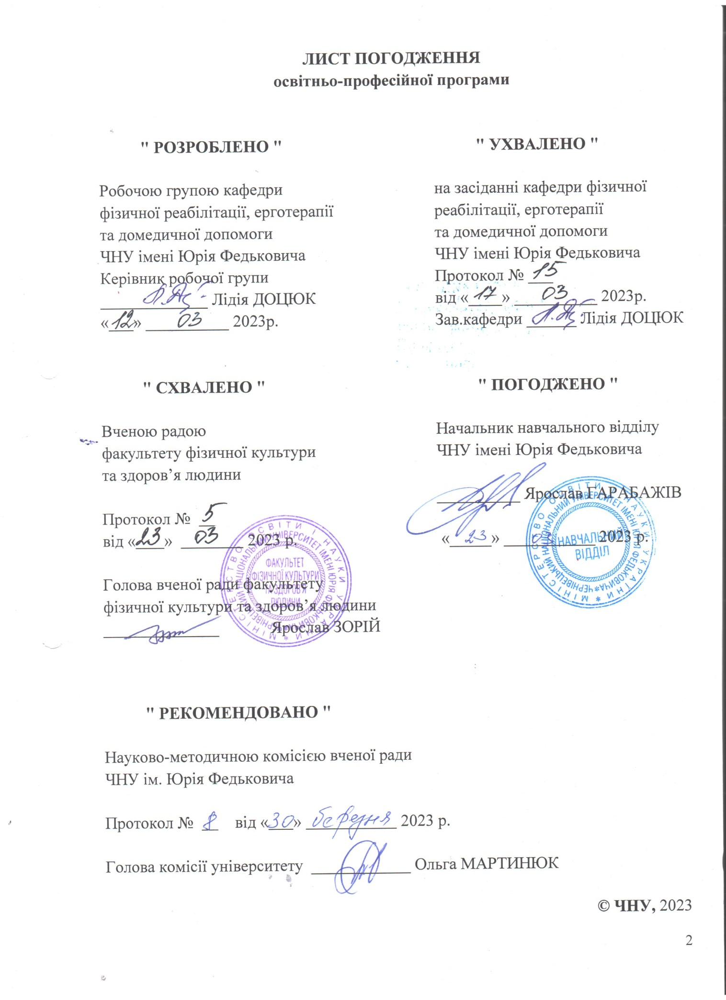 ЛИСТ ПОГОДЖЕННЯ
освітньо-професійної програми
" РОЗРОБЛЕНО "
Робочою групою кафедри
фізичної реабілітації, ерготерапії
та домедичної допомоги
ЧНУ імені Юрія Федьковича
Керівник робочої групи
_____________ Лідія ДОЦЮК
«12» __03__ 2023р.
" УХВАЛЕНО "
на засіданні кафедри фізичної
реабілітації, ерготерапії
та домедичної допомоги
ЧНУ імені Юрія Федьковича
Протокол № 15
від «17» __03__ 2023р.
Зав.кафедри ______ Лідія ДОЦЮК
" СХВАЛЕНО "
Вченою радою
факультету фізичної культури
та здоров’я людини
Протокол № 5
від «23» __03__ 2023 р.
Голова вченої ради факультету
фізичної культури та здоров’я людини
______________ Ярослав ЗОРІЙ
МІНІСТЕРСТВО ОСВІТИ І НАУКИ УКРАЇНИ *
ЧЕРНІВЕЦЬКИЙ НАЦІОНАЛЬНИЙ УНІВЕРСИТЕТ ІМЕНІ ЮРІЯ ФЕДЬКОВИЧА *
ФАКУЛЬТЕТ
ФІЗИЧНОЇ КУЛЬТУРИ
ТА ЗДОРОВ'Я
ЛЮДИНИ
" ПОГОДЖЕНО "
Начальник навчального відділу
ЧНУ імені Юрія Федьковича
__________ Ярослав ГАРАБАЖІВ
«23» __03__ 2023 р.
МІНІСТЕРСТВО ОСВІТИ І НАУКИ УКРАЇНИ *
ЧЕРНІВЕЦЬКИЙ НАЦІОНАЛЬНИЙ УНІВЕРСИТЕТ ІМЕНІ ЮРІЯ ФЕДЬКОВИЧА *
НАВЧАЛЬНИЙ
ВІДДІЛ
" РЕКОМЕНДОВАНО "
Науково-методичною комісією вченої ради
ЧНУ ім. Юрія Федьковича
Протокол № 8 від «30» березня 2023 р.
Голова комісії університету ____________ Ольга МАРТИНЮК
© ЧНУ, 2023
2